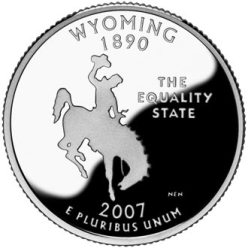 WYOMING
1890
THE
EQUALITY
STATE
NEN
2007
E PLURIBUS UNUM